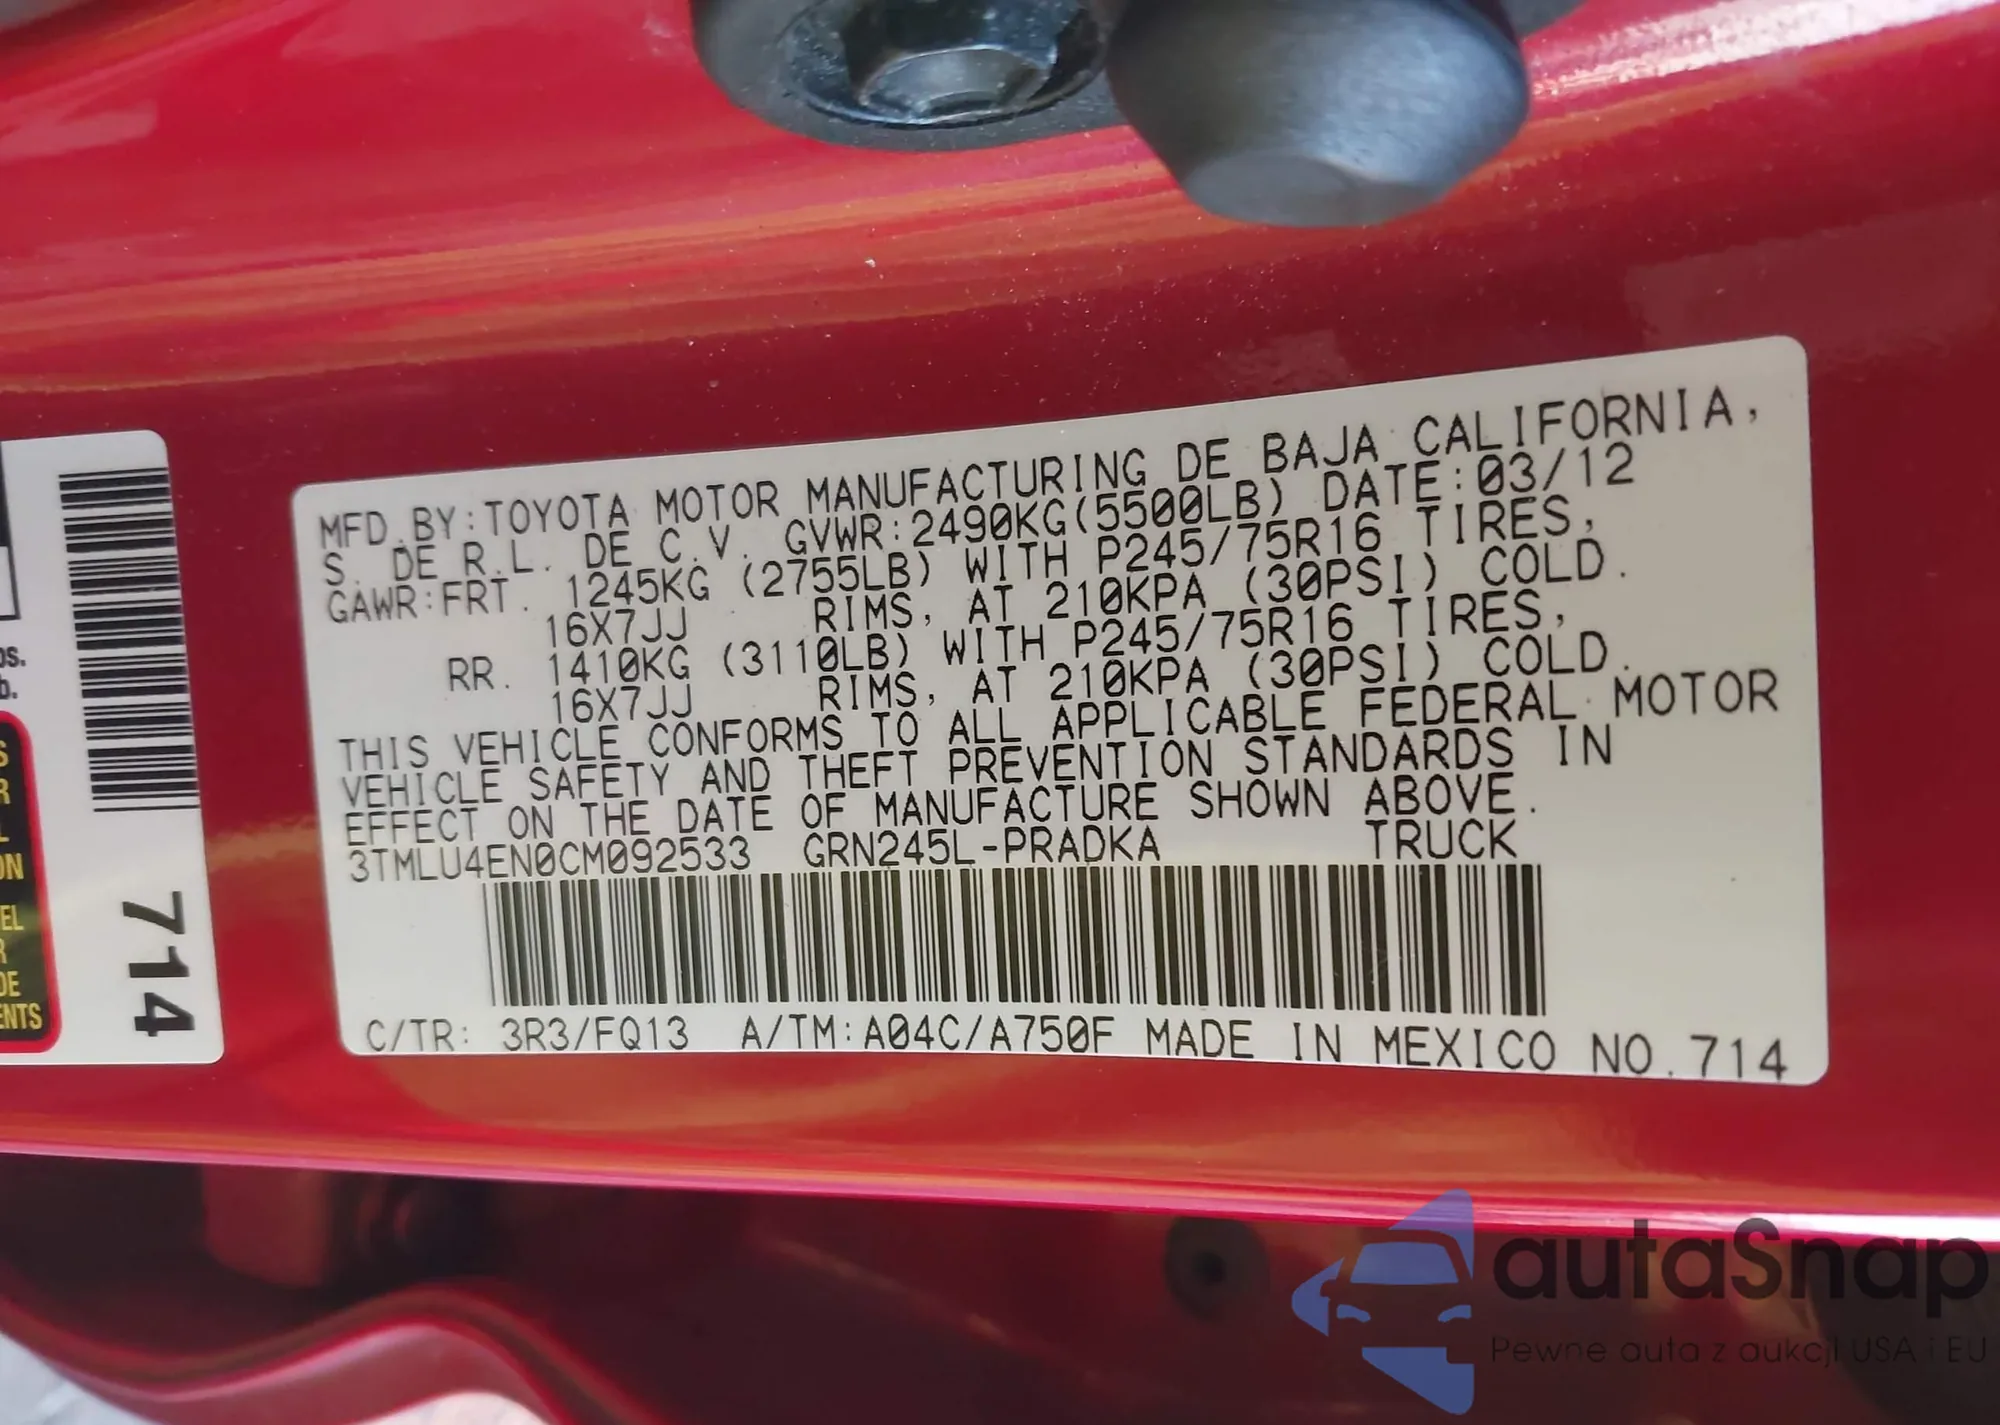 MFD.BY:TOYOTA MOTOR MANUFACTURING DE BAJA CALIFORNIA,
S. DE R.L. DE C.V. GVWR:2490KG(5500LB) DATE:03/12
GAWR:FRT. 1245KG (2755LB) WITH P245/75R16 TIRES,
16X7JJ RIMS, AT 210KPA (30PSI) COLD.
RR. 1410KG (3110LB) WITH P245/75R16 TIRES,
16X7JJ RIMS, AT 210KPA (30PSI) COLD.
THIS VEHICLE CONFORMS TO ALL APPLICABLE FEDERAL MOTOR
VEHICLE SAFETY AND THEFT PREVENTION STANDARDS IN
EFFECT ON THE DATE OF MANUFACTURE SHOWN ABOVE.
3TMLU4EN0CM092533 GRN245L-PRADKA TRUCK
C/TR: 3R3/FQ13 A/TM:A04C/A750F MADE IN MEXICO NO.714
714
autaSnap
Pewne auta z aukcji USA i EU